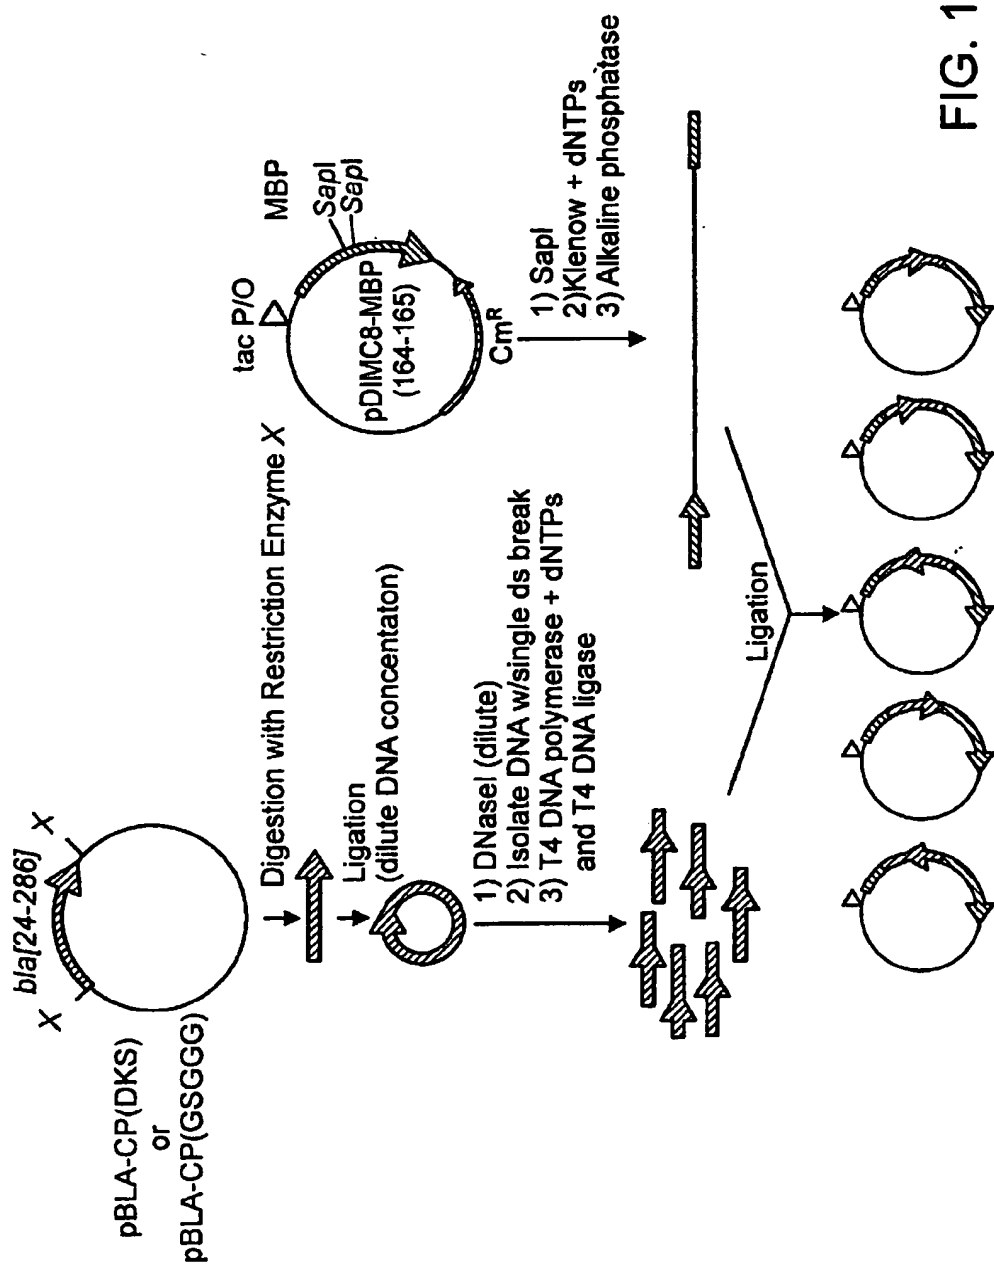 bla[24-286]
X
X
pBLA-CP(DKS)
or
pBLA-CP(GSGGG)
Digestion with Restriction Enzyme X
Ligation
(dilute DNA concentaton)
1) DNaseI (dilute)
2) Isolate DNA w/single ds break
3) T4 DNA polymerase + dNTPs
and T4 DNA ligase
tac P/O
MBP
SapI
SapI
pDIMC8-MBP
(164-165)
CmR
1) SapI
2)Klenow + dNTPs
3) Alkaline phosphatase
Ligation
FIG. 1